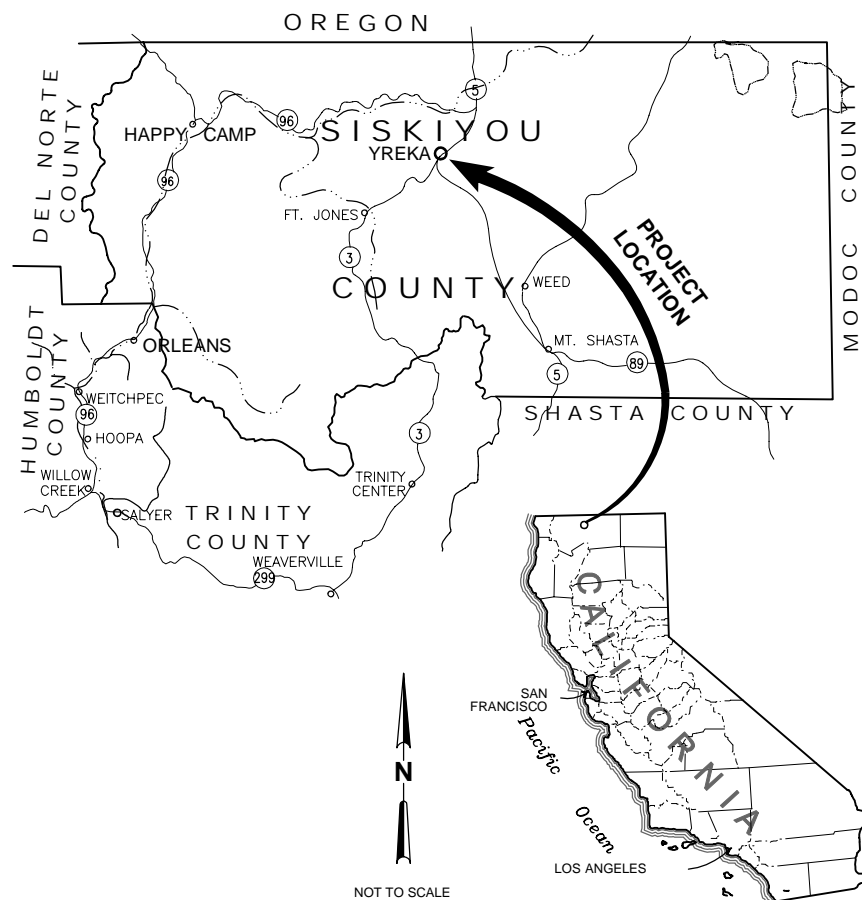 OREGON
DEL NORTE
COUNTY
MODOC COUNTY
5
96
HAPPY CAMP
96
SISKIYOU
YREKA
FT. JONES
3
PROJECT
LOCATION
COUNTY
WEED
MT. SHASTA
89
5
ORLEANS
HUMBOLDT
COUNTY
WEITCHPEC
96
HOOPA
SHASTA COUNTY
3
WILLOW
CREEK
TRINITY
CENTER
SALYER
TRINITY
COUNTY
WEAVERVILLE
299
CALIFORNIA
SAN
FRANCISCO
Pacific
Ocean
LOS ANGELES
N
NOT TO SCALE